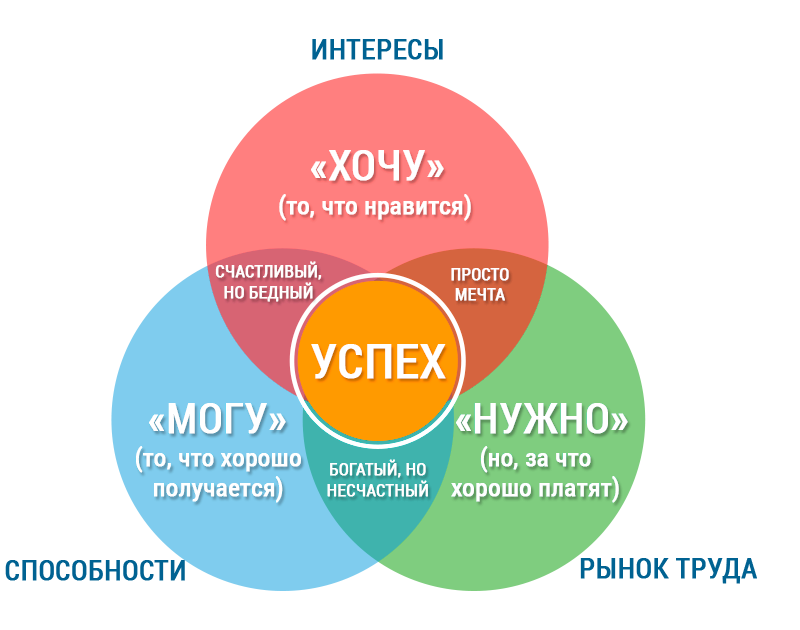 ИНТЕРЕСЫ
«ХОЧУ»
(то, что нравится)
СЧАСТЛИВЫЙ,
НО БЕДНЫЙ
ПРОСТО
МЕЧТА
УСПЕХ
«МОГУ»
(то, что хорошо
получается)
«НУЖНО»
(но, за что
хорошо платят)
БОГАТЫЙ, НО
НЕСЧАСТНЫЙ
СПОСОБНОСТИ
РЫНОК ТРУДА